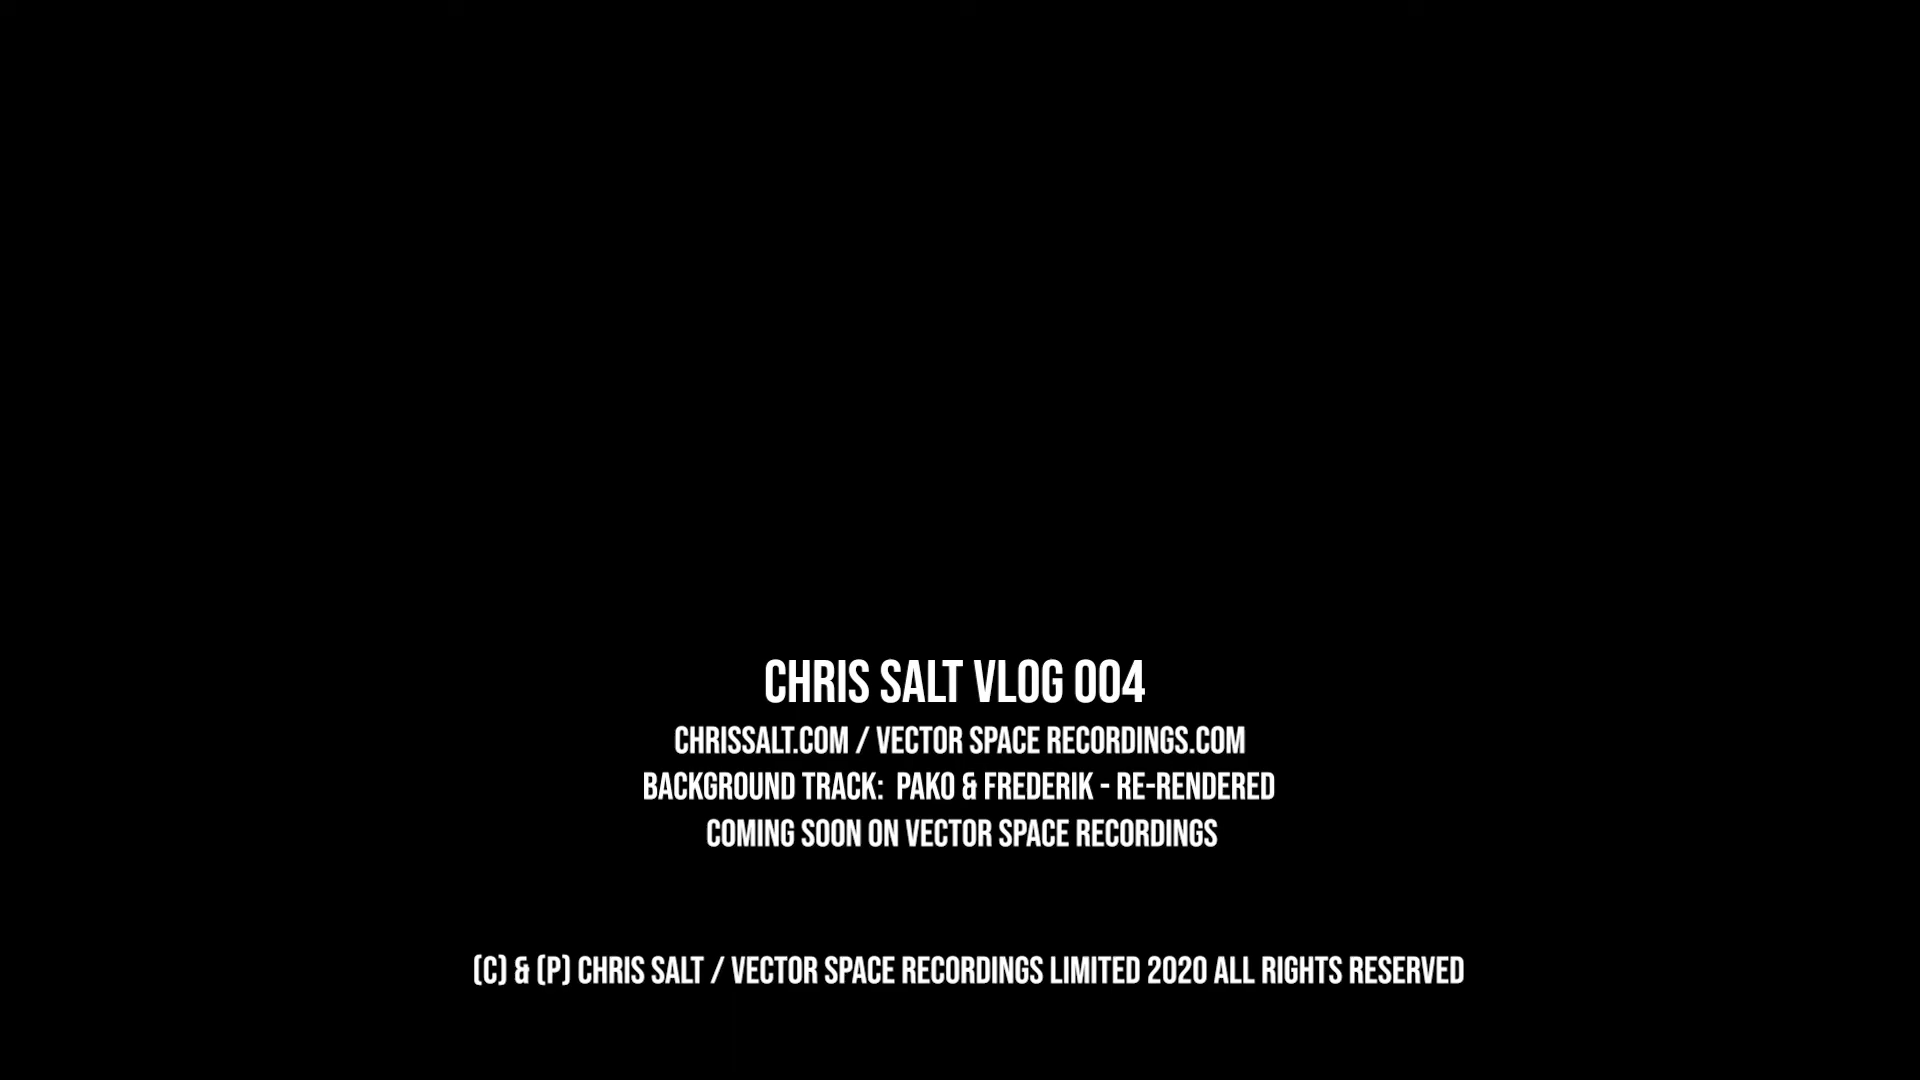 CHRIS SALT VLOG 004
CHRISSALT.COM / VECTOR SPACE RECORDINGS.COM
BACKGROUND TRACK:  PAKO & FREDERIK - RE-RENDERED
COMING SOON ON VECTOR SPACE RECORDINGS
(C) & (P) CHRIS SALT / VECTOR SPACE RECORDINGS LIMITED 2020 ALL RIGHTS RESERVED